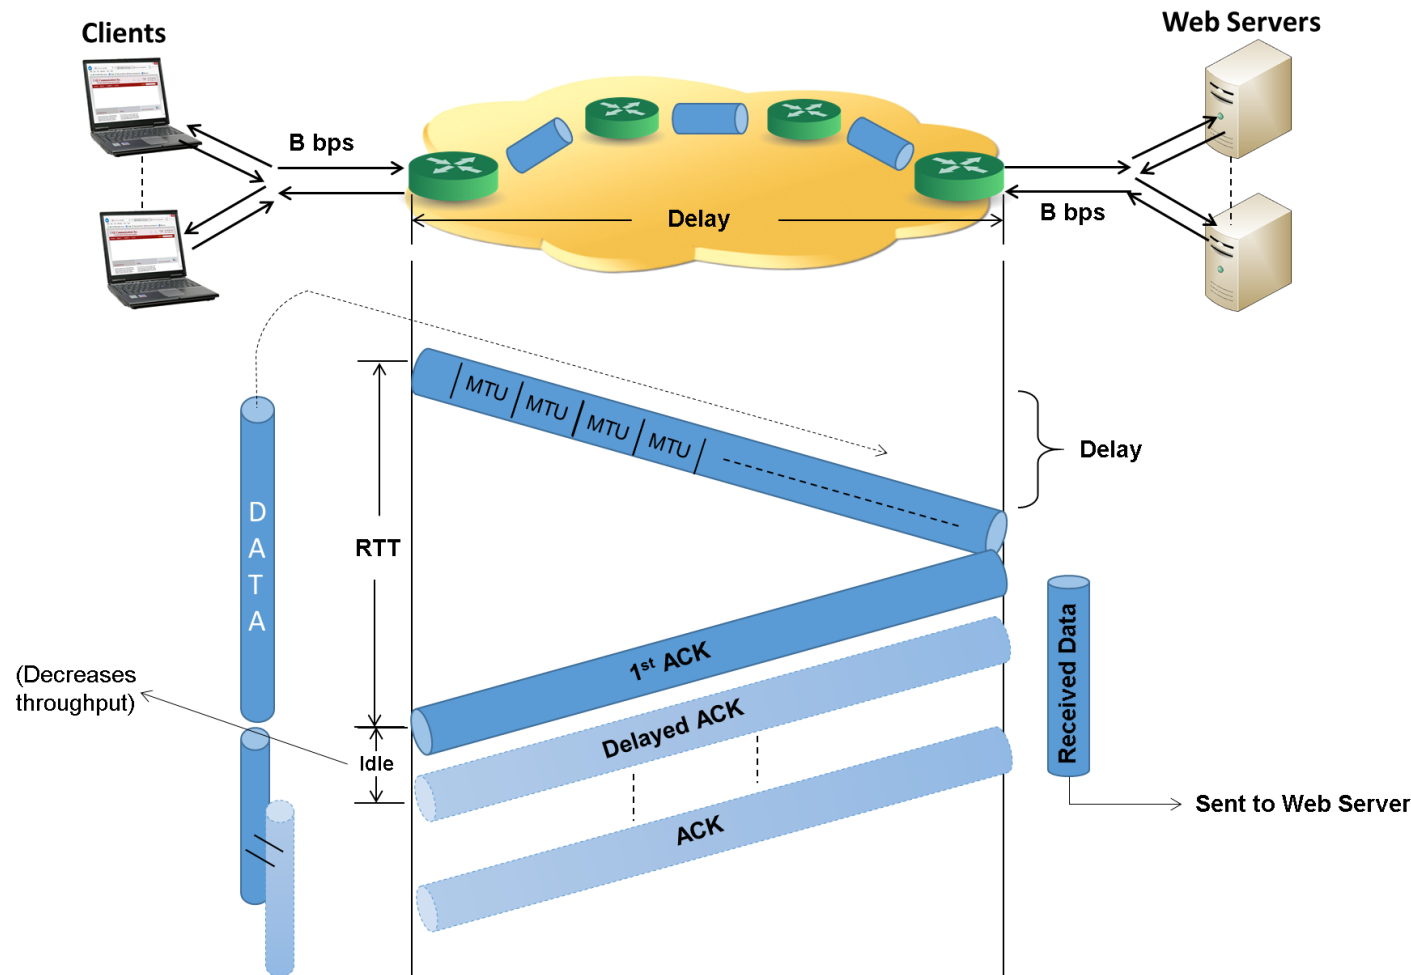 Clients
Web Servers
B bps
Delay
B bps
MTU
MTU
MTU
MTU
Delay
D
A
T
A
RTT
1st ACK
Received Data
(Decreases
throughput)
Delayed ACK
Idle
Sent to Web Server
ACK